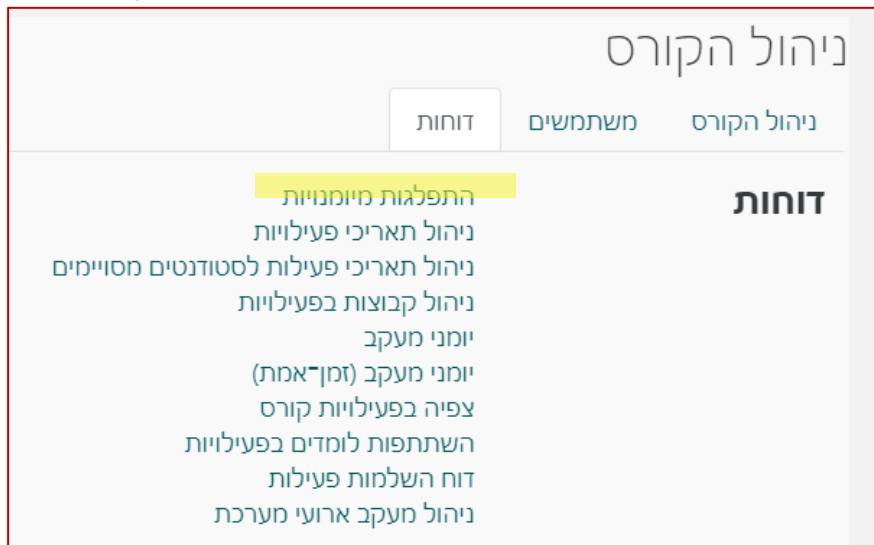 ניהול הקורס
ניהול הקורס משתמשים דוחות
דוחות
התפלגות מיומנויות
ניהול תאריכי פעילויות
ניהול תאריכי פעילות לסטודנטים מסויימים
ניהול קבוצות בפעילויות
יומני מעקב
יומני מעקב (זמן־אמת)
צפיה בפעילויות קורס
השתתפות לומדים בפעילויות
דוח השלמות פעילות
ניהול מעקב ארועי מערכת